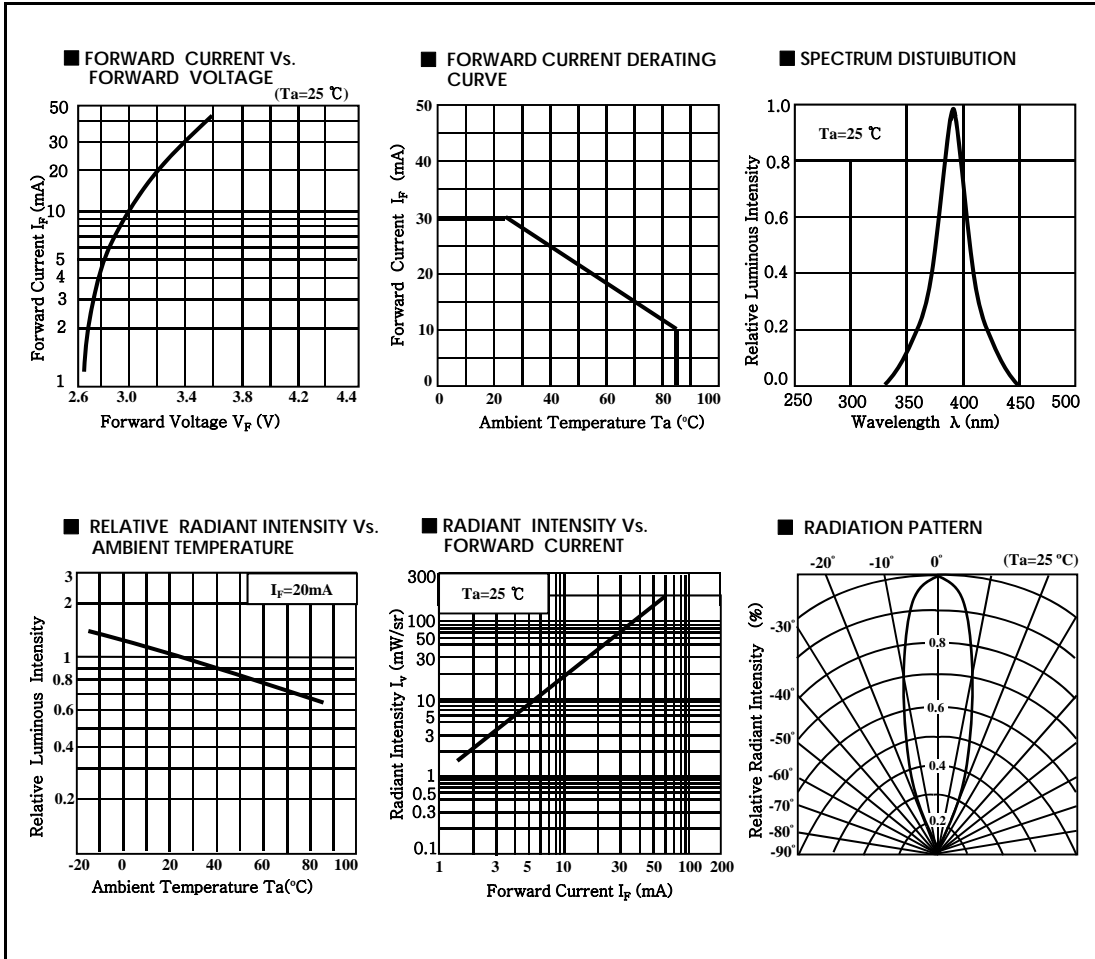 ■ FORWARD CURRENT Vs.
FORWARD VOLTAGE
(Ta=25 ℃)
Forward Current IF (mA)
50
30
20
10
5
4
3
2
1
2.6 3.0 3.4 3.8 4.2 4.4
Forward Voltage VF (V)
■ FORWARD CURRENT DERATING
CURVE
Forward Current IF (mA)
50
40
30
20
10
0
0 20 40 60 80 100
Ambient Temperature Ta (°C)
■ SPECTRUM DISTUIBUTION
Ta=25 ℃
Relative Luminous Intensity
1.0
0.8
0.6
0.4
0.2
0.0
250 300 350 400 450 500
Wavelength λ (nm)
■ RELATIVE RADIANT INTENSITY Vs.
AMBIENT TEMPERATURE
IF=20mA
Relative Luminous Intensity
3
2
1
0.8
0.6
0.4
0.2
-20 0 20 40 60 80 100
Ambient Temperature Ta(°C)
■ RADIANT INTENSITY Vs.
FORWARD CURRENT
Ta=25 ℃
Radiant Intensity Iv (mW/sr)
300
100
50
30
10
5
3
1
0.5
0.3
0.1
1 3 5 10 30 50 100 200
Forward Current IF (mA)
■ RADIATION PATTERN
-20° -10° 0° (Ta=25 °C)
Relative Radiant Intensity (%)
-30°
-40°
-50°
-60°
-70°
-80°
-90°
0.8
0.6
0.4
0.2